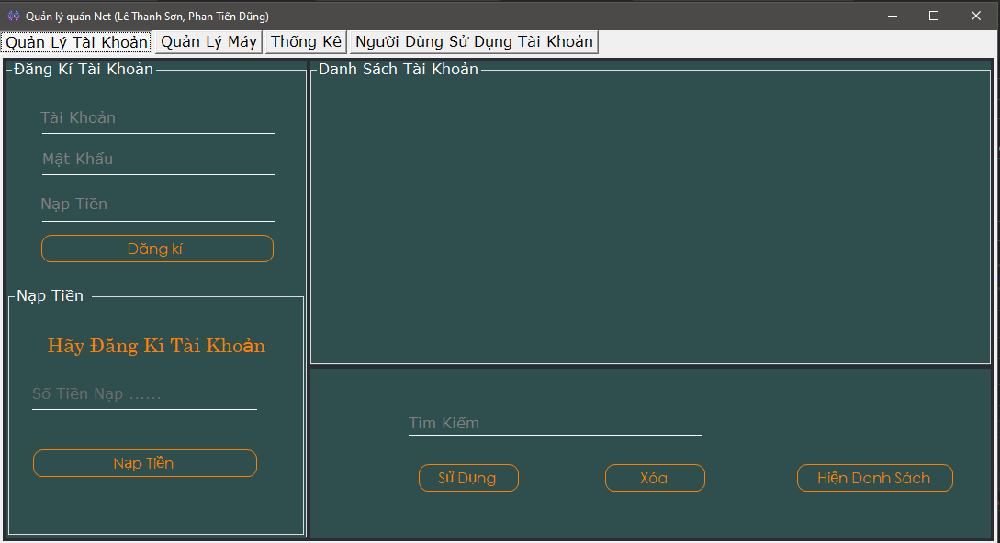 Quản lý quán Net (Lê Thanh Sơn, Phan Tiến Dũng)
Quản Lý Tài Khoản Quản Lý Máy Thống Kê Người Dùng Sử Dụng Tài Khoản
Đăng Kí Tài Khoản
Tài Khoản
Mật Khẩu
Nạp Tiền
Đăng kí
Nạp Tiền
Hãy Đăng Kí Tài Khoản
Số Tiền Nạp ......
Nạp Tiền
Danh Sách Tài Khoản
Tìm Kiếm
Sử Dụng Xóa Hiện Danh Sách